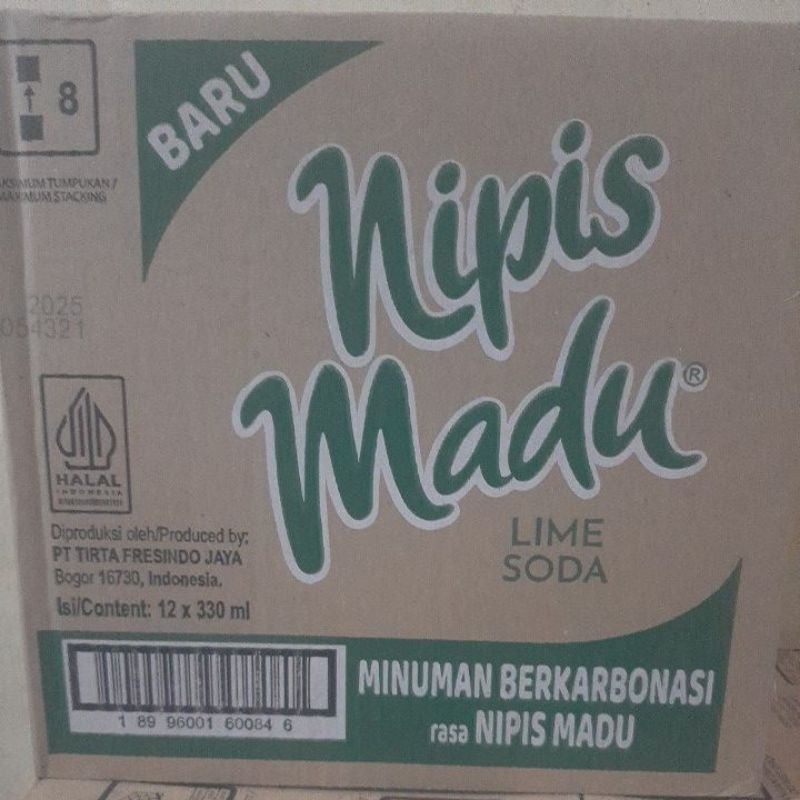 8
MAKSIMUM TUMPUKAN/
MAXIMUM STACKING
BARU
Nipis
Madu®
LIME
SODA
2025
054321
HALAL
INDONESIA
Diproduksi oleh/Produced by:
PT TIRTA FRESINDO JAYA
Bogor 16730, Indonesia.
Isi/Content: 12 x 330 ml
1 89 96001 60084 6
MINUMAN BERKARBONASI
rasa NIPIS MADU